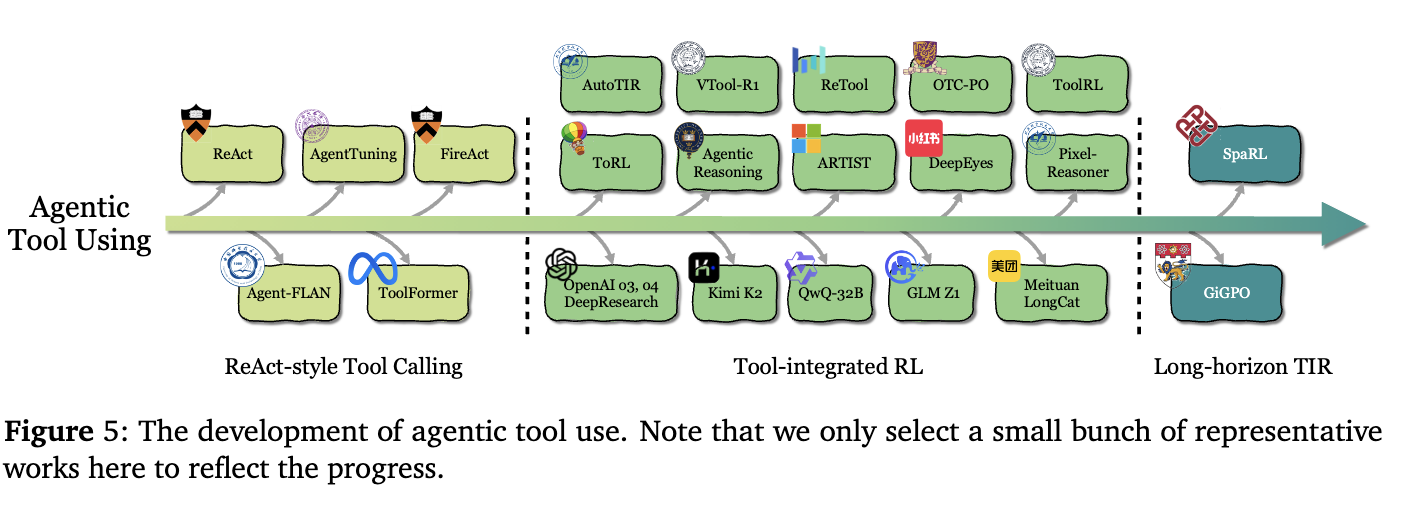 AutoTIR
VTool-R1
ReTool
OTC-PO
ToolRL
ReAct
AgentTuning
FireAct
ToRL
Agentic
Reasoning
ARTIST
小红书
DeepEyes
Pixel-
Reasoner
SpaRL
Agentic
Tool Using
Agent-FLAN
ToolFormer
OpenAI o3, o4
DeepResearch
Kimi K2
QwQ-32B
GLM Z1
美团
Meituan
LongCat
GiGPO
ReAct-style Tool Calling
Tool-integrated RL
Long-horizon TIR
Figure 5: The development of agentic tool use. Note that we only select a small bunch of representative
works here to reflect the progress.